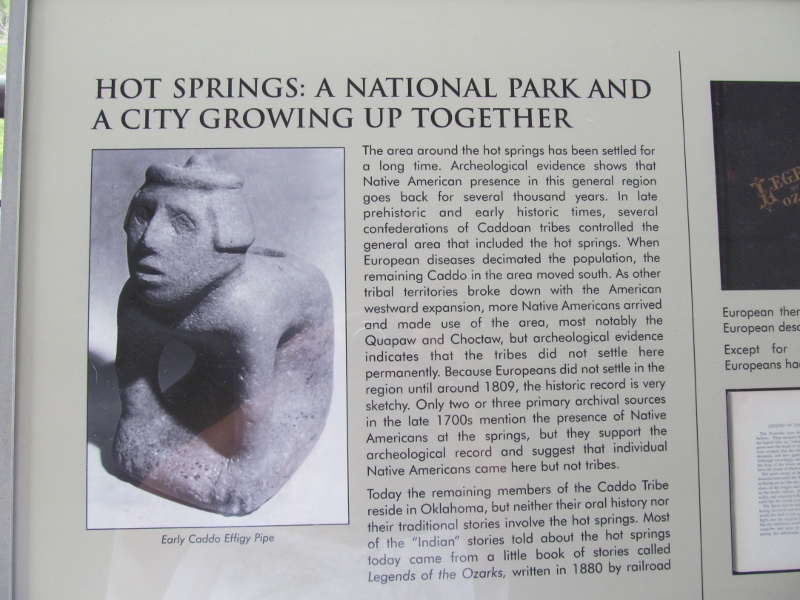 HOT SPRINGS: A NATIONAL PARK AND
A CITY GROWING UP TOGETHER
The area around the hot springs has been settled for
a long time. Archeological evidence shows that
Native American presence in this general region
goes back for several thousand years. In late
prehistoric and early historic times, several
confederations of Caddoan tribes controlled the
general area that included the hot springs. When
European diseases decimated the population, the
remaining Caddo in the area moved south. As other
tribal territories broke down with the American
westward expansion, more Native Americans arrived
and made use of the area, most notably the
Quapaw and Choctaw, but archeological evidence
indicates that the tribes did not settle here
permanently. Because Europeans did not settle in the
region until around 1809, the historic record is very
sketchy. Only two or three primary archival sources
in the late 1700s mention the presence of Native
Americans at the springs, but they support the
archeological record and suggest that individual
Native Americans came here but not tribes.
Today the remaining members of the Caddo Tribe
reside in Oklahoma, but neither their oral history nor
their traditional stories involve the hot springs. Most
of the “Indian” stories told about the hot springs
today came from a little book of stories called
Legends of the Ozarks, written in 1880 by railroad
Early Caddo Effigy Pipe
European
European
Except for
Europeans